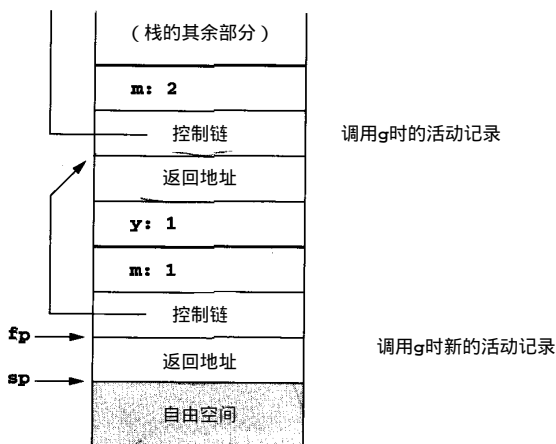 （栈的其余部分）
m: 2
控制链
调用g时的活动记录
返回地址
y: 1
m: 1
控制链
fp
调用g时新的活动记录
返回地址
sp
自由空间